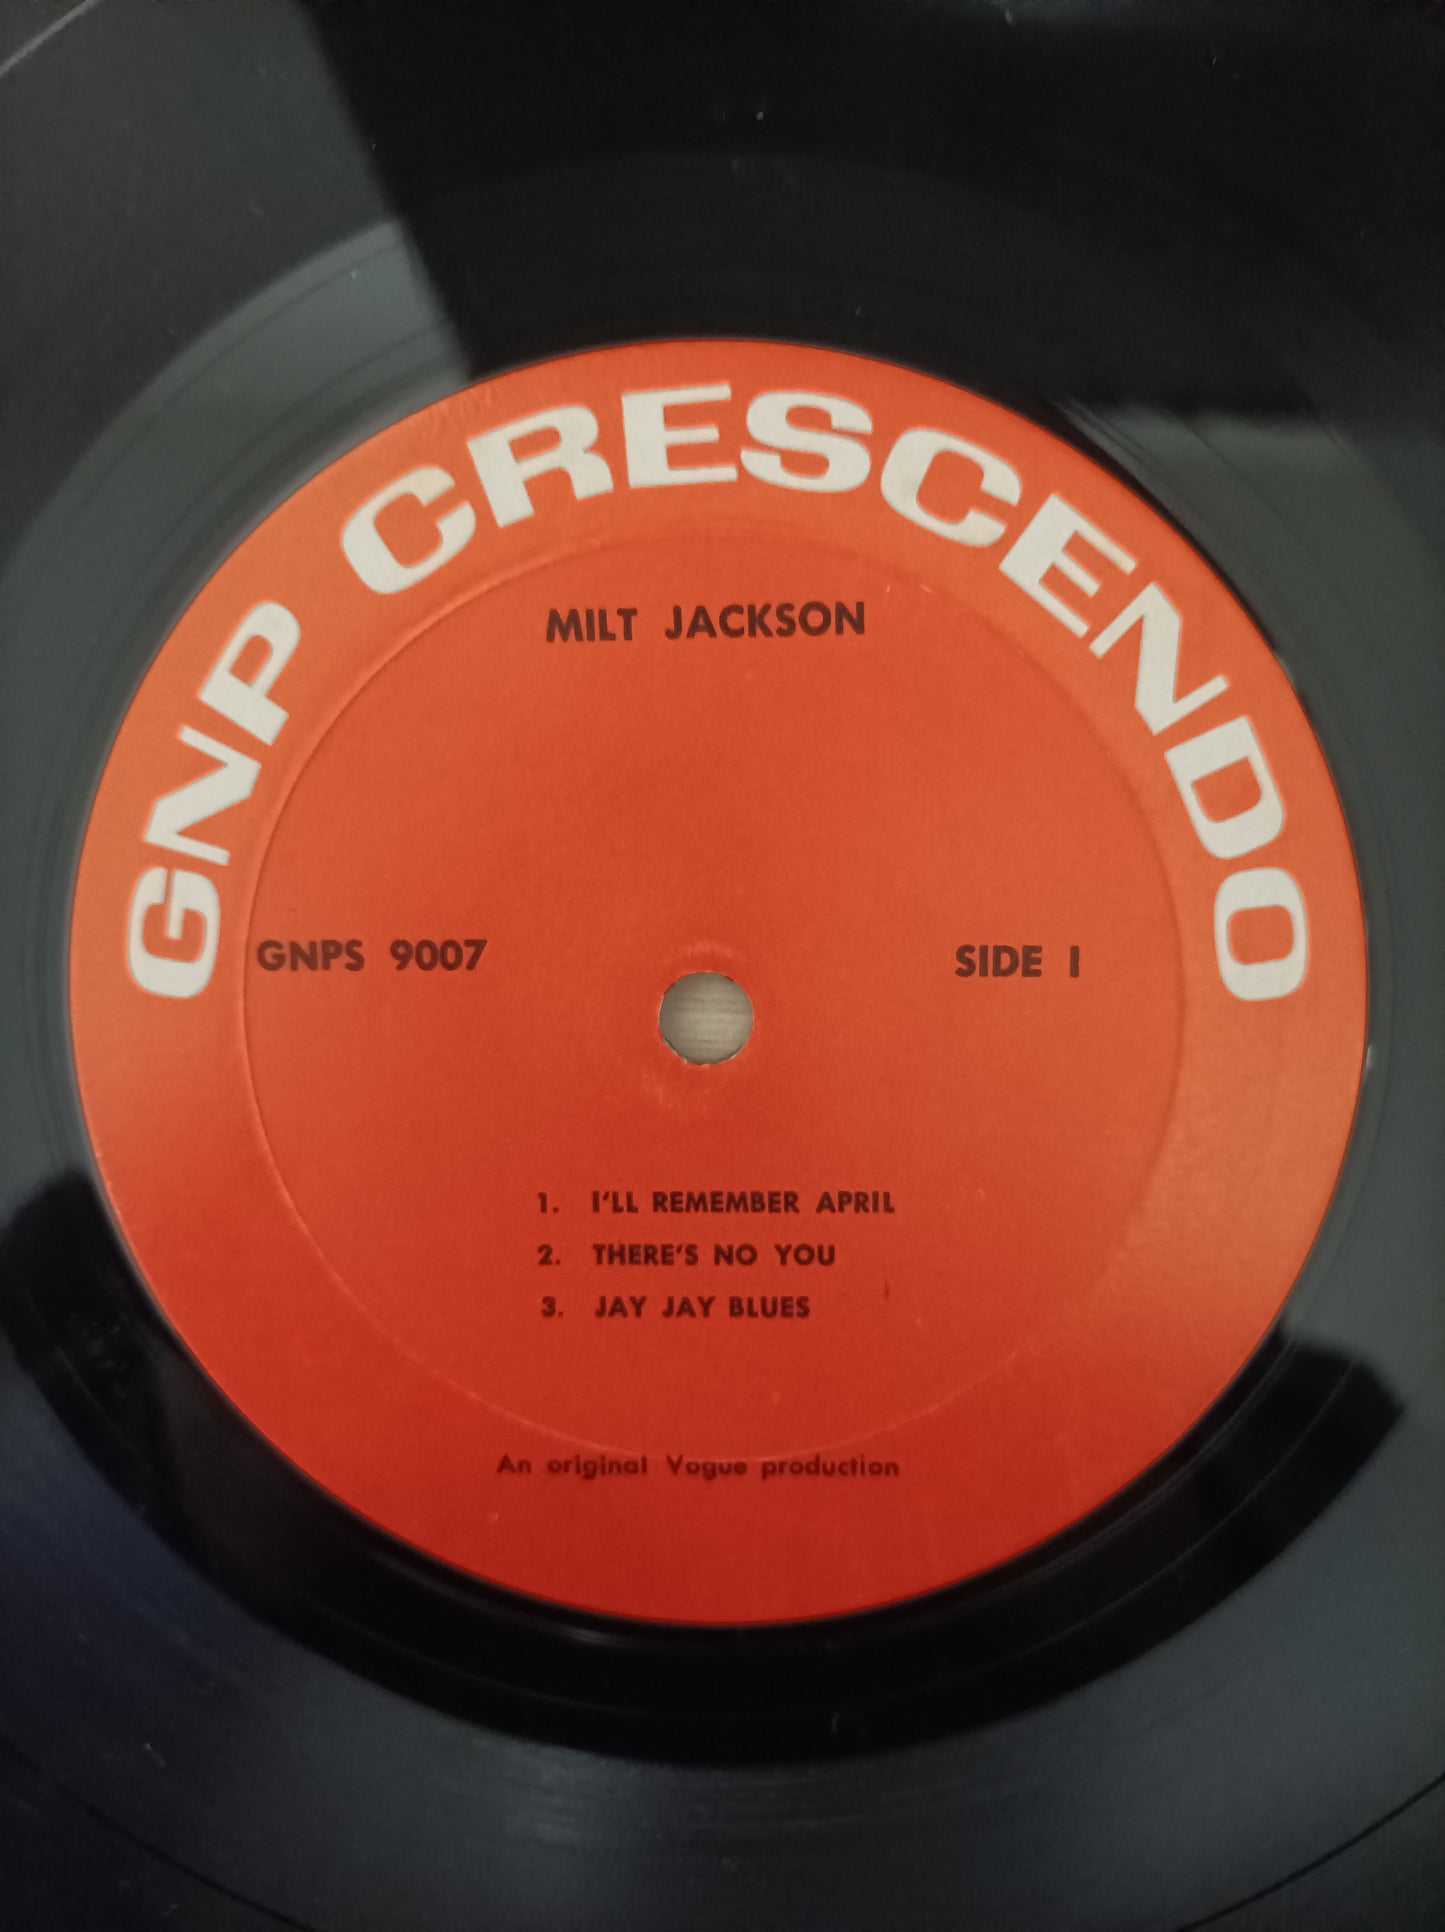 GNP CRESCENDO
MILT JACKSON
GNPS 9007
SIDE 1
1. I'LL REMEMBER APRIL
2. THERE'S NO YOU
3. JAY JAY BLUES
An original Vogue production